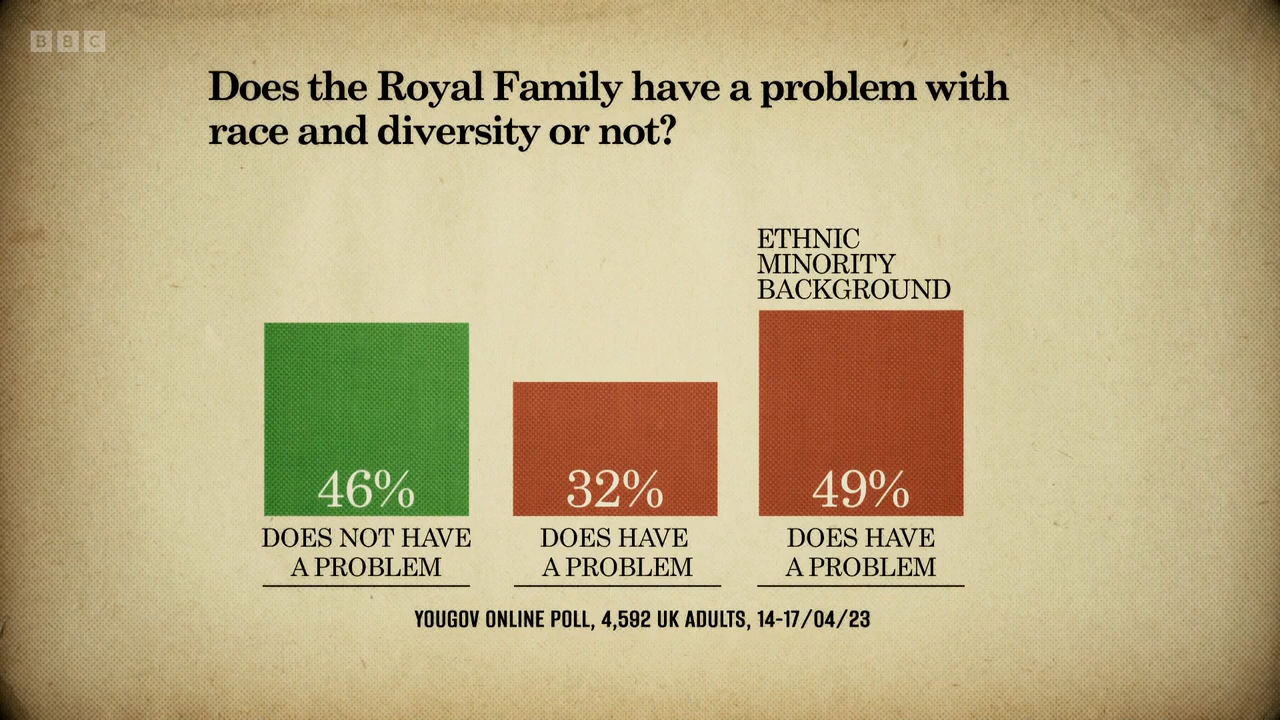 BBC
Does the Royal Family have a problem with
race and diversity or not?
ETHNIC
MINORITY
BACKGROUND
46%
32%
49%
DOES NOT HAVE
A PROBLEM
DOES HAVE
A PROBLEM
DOES HAVE
A PROBLEM
YOUGOV ONLINE POLL, 4,592 UK ADULTS, 14-17/04/23